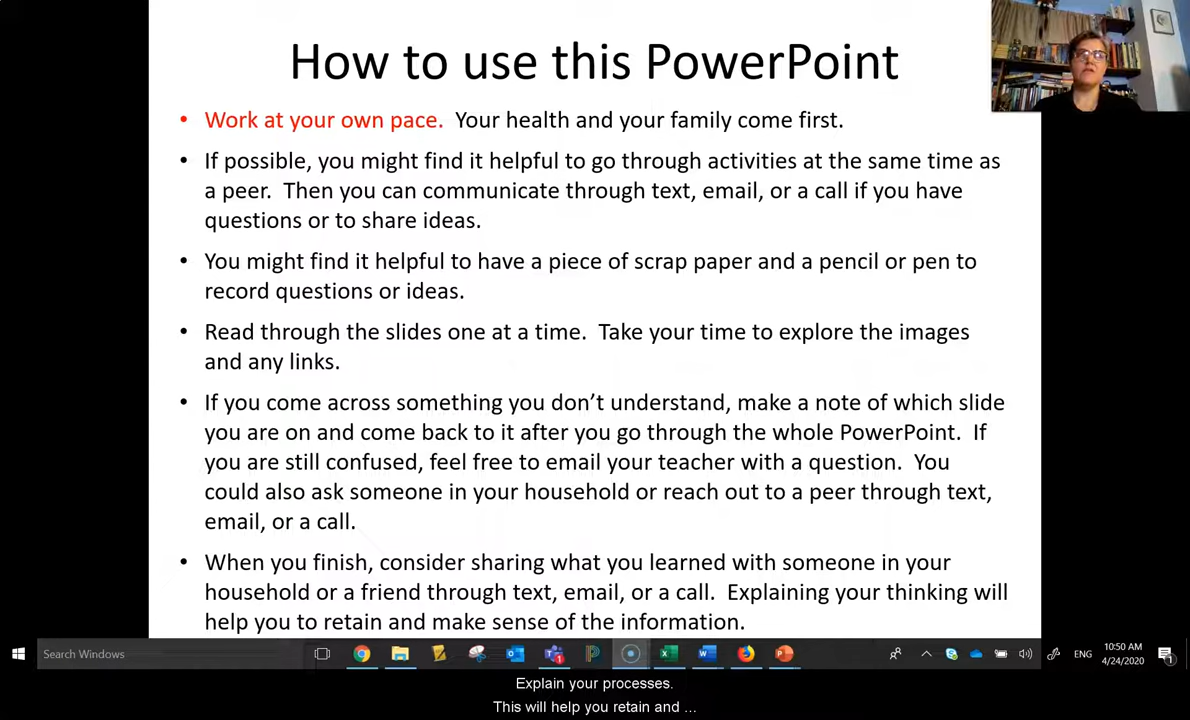 How to use this PowerPoint
• Work at your own pace. Your health and your family come first.
• If possible, you might find it helpful to go through activities at the same time as
a peer. Then you can communicate through text, email, or a call if you have
questions or to share ideas.
• You might find it helpful to have a piece of scrap paper and a pencil or pen to
record questions or ideas.
• Read through the slides one at a time. Take your time to explore the images
and any links.
• If you come across something you don’t understand, make a note of which slide
you are on and come back to it after you go through the whole PowerPoint. If
you are still confused, feel free to email your teacher with a question. You
could also ask someone in your household or reach out to a peer through text,
email, or a call.
• When you finish, consider sharing what you learned with someone in your
household or a friend through text, email, or a call. Explaining your thinking will
help you to retain and make sense of the information.
Search Windows
ENG
10:50 AM
4/24/2020
1
Explain your processes.
This will help you retain and ...